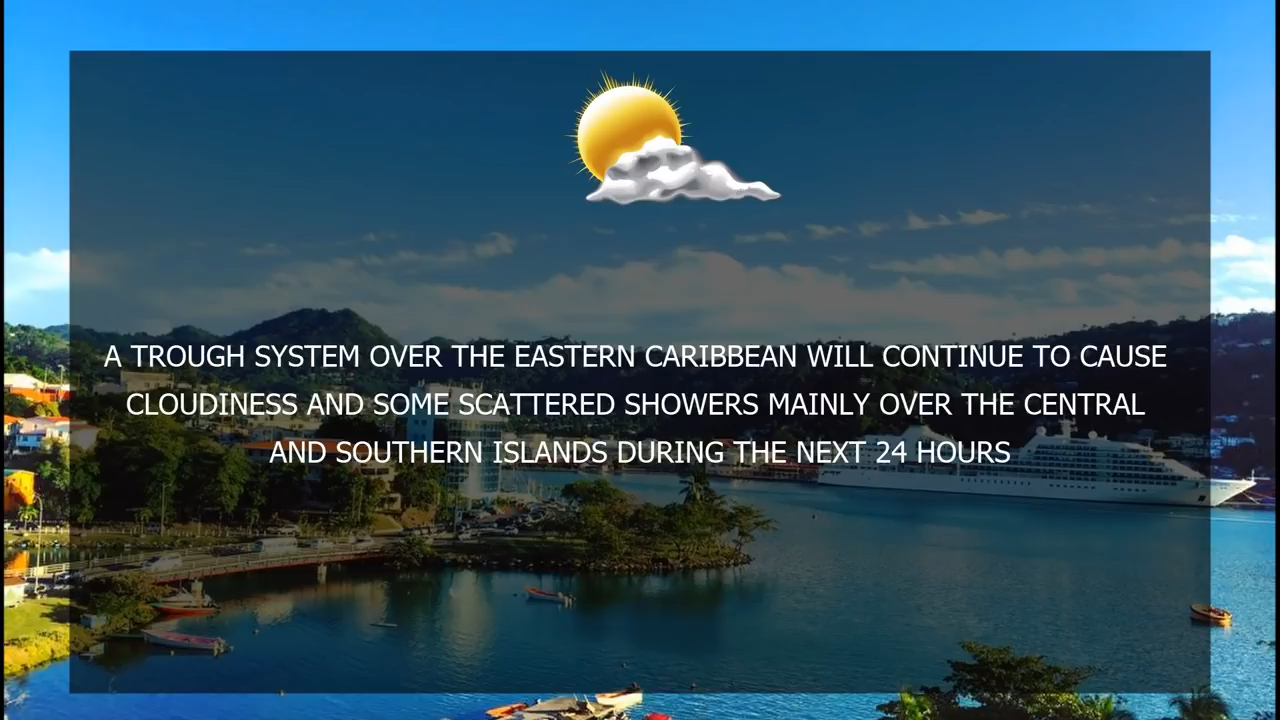 A TROUGH SYSTEM OVER THE EASTERN CARIBBEAN WILL CONTINUE TO CAUSE
CLOUDINESS AND SOME SCATTERED SHOWERS MAINLY OVER THE CENTRAL
AND SOUTHERN ISLANDS DURING THE NEXT 24 HOURS